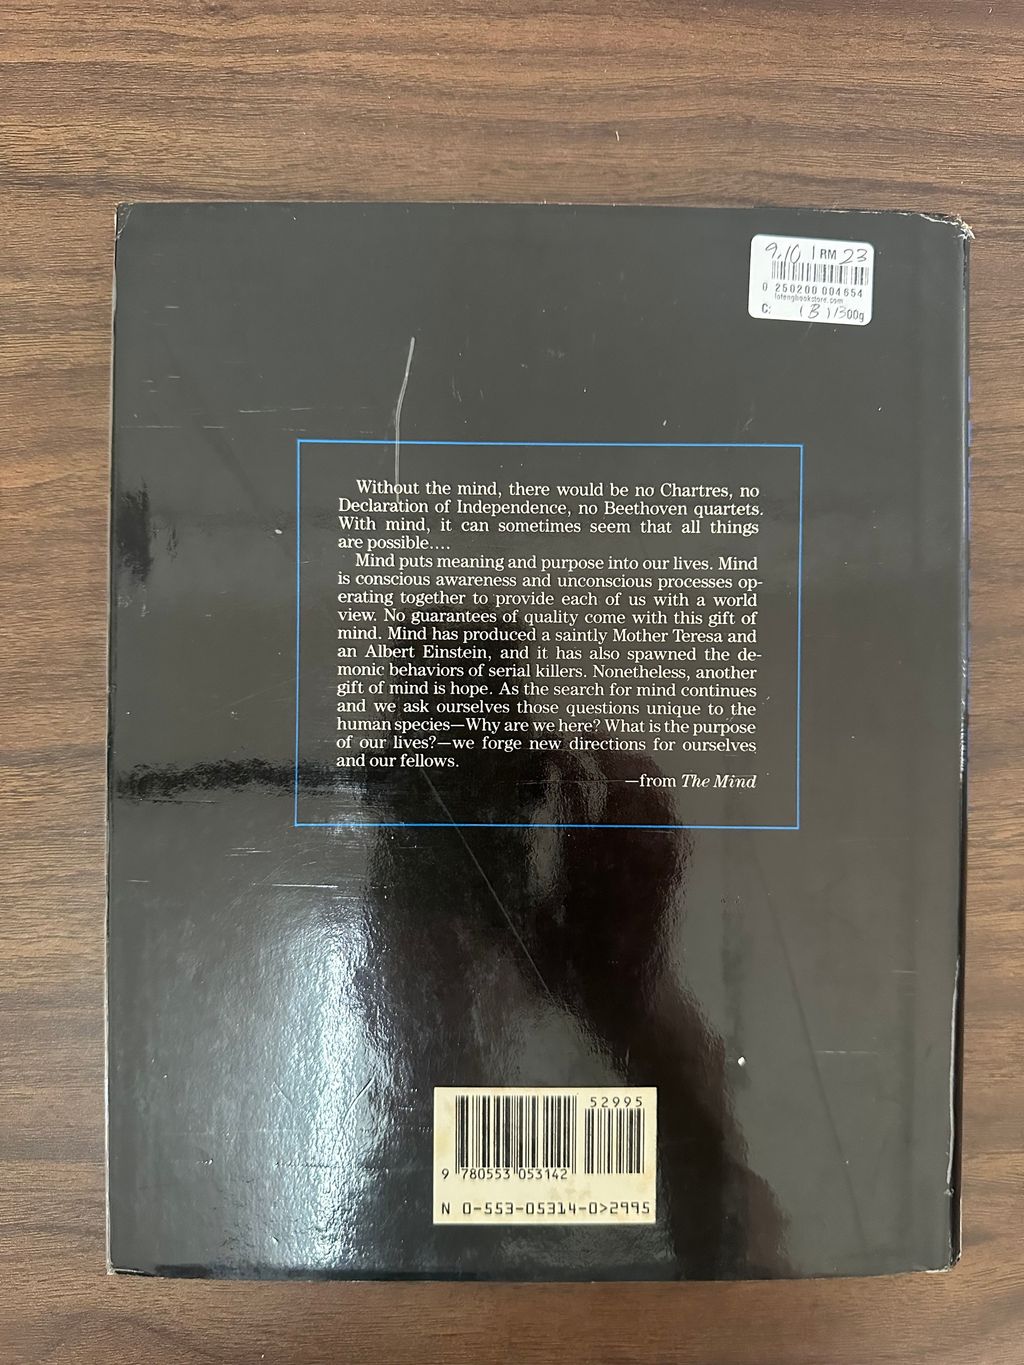 9.10 | RM 23
0 250200 004654
lotengbookstore.com
C: (B) 1300g
Without the mind, there would be no Chartres, no
Declaration of Independence, no Beethoven quartets.
With mind, it can sometimes seem that all things
are possible....
Mind puts meaning and purpose into our lives. Mind
is conscious awareness and unconscious processes op-
erating together to provide each of us with a world
view. No guarantees of quality come with this gift of
mind. Mind has produced a saintly Mother Teresa and
an Albert Einstein, and it has also spawned the de-
monic behaviors of serial killers. Nonetheless, another
gift of mind is hope. As the search for mind continues
and we ask ourselves those questions unique to the
human species—Why are we here? What is the purpose
of our lives?—we forge new directions for ourselves
and our fellows.
—from The Mind
52995
9 780553 053142
N 0-553-05314-0>2995